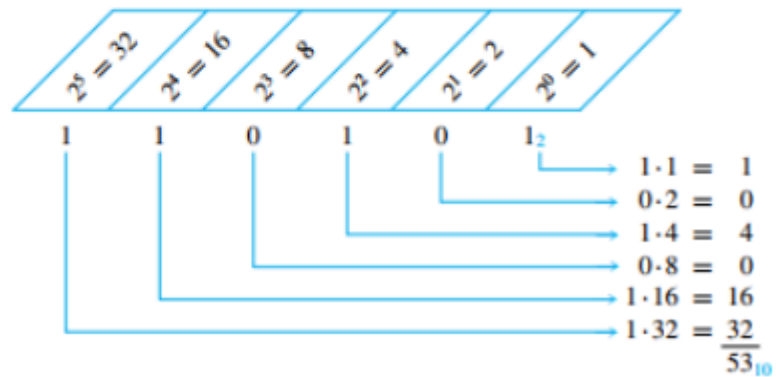 2⁵ = 32 2⁴ = 16 2³ = 8 2² = 4 2¹ = 2 2⁰ = 1
1 1 0 1 0 1₂
1·1 = 1
0·2 = 0
1·4 = 4
0·8 = 0
1·16 = 16
1·32 = 32
53₁₀